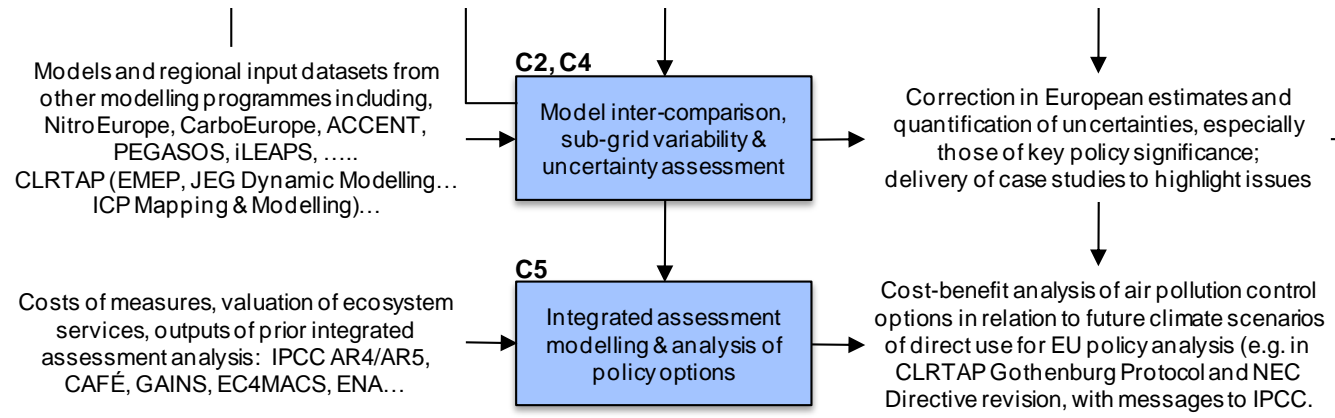 Models and regional input datasets from
other modelling programmes including,
NitroEurope, CarboEurope, ACCENT,
PEGASOS, iLEAPS, …..
CLRTAP (EMEP, JEG Dynamic Modelling…
ICP Mapping & Modelling)…
C2, C4
Model inter-comparison,
sub-grid variability &
uncertainty assessment
Correction in European estimates and
quantification of uncertainties, especially
those of key policy significance;
delivery of case studies to highlight issues
Costs of measures, valuation of ecosystem
services, outputs of prior integrated
assessment analysis: IPCC AR4/AR5,
CAFÉ, GAINS, EC4MACS, ENA…
C5
Integrated assessment
modelling & analysis of
policy options
Cost-benefit analysis of air pollution control
options in relation to future climate scenarios
of direct use for EU policy analysis (e.g. in
CLRTAP Gothenburg Protocol and NEC
Directive revision, with messages to IPCC.